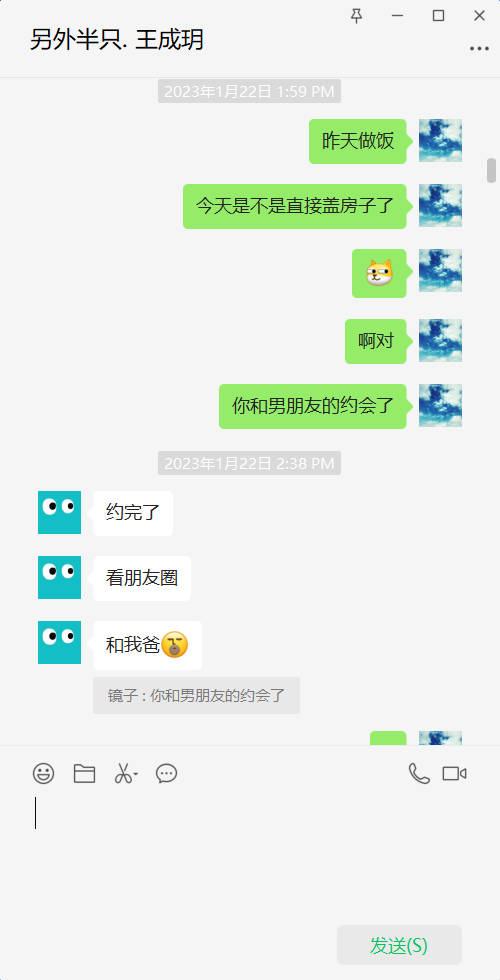 另外半只. 王成玥
2023年1月22日 1:59 PM
昨天做饭
今天是不是直接盖房子了
啊对
你和男朋友的约会了
2023年1月22日 2:38 PM
约完了
看朋友圈
和我爸
镜子 : 你和男朋友的约会了
发送(S)